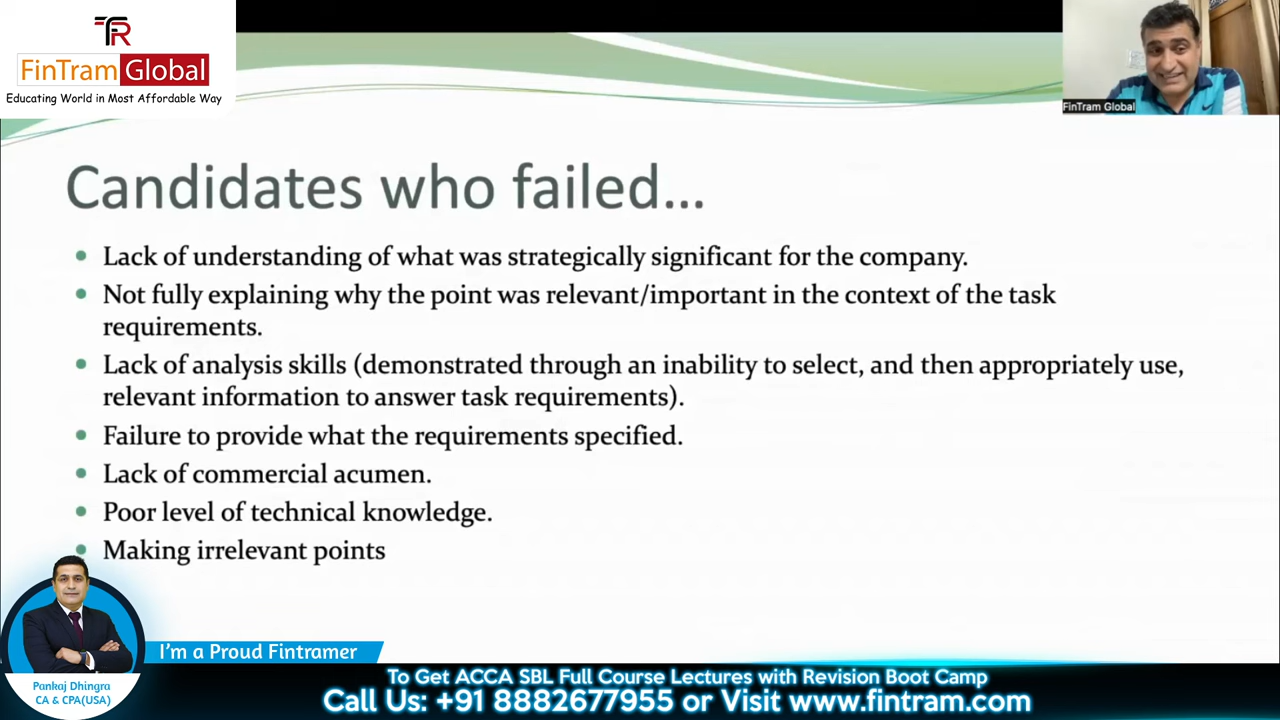 TR
FinTram Global
Educating World in Most Affordable Way
FinTram Global
Candidates who failed...
• Lack of understanding of what was strategically significant for the company.
• Not fully explaining why the point was relevant/important in the context of the task
requirements.
• Lack of analysis skills (demonstrated through an inability to select, and then appropriately use,
relevant information to answer task requirements).
• Failure to provide what the requirements specified.
• Lack of commercial acumen.
• Poor level of technical knowledge.
• Making irrelevant points
I'm a Proud Fintramer
Pankaj Dhingra
CA & CPA(USA)
To Get ACCA SBL Full Course Lectures with Revision Boot Camp
Call Us: +91 8882677955 or Visit www.fintram.com